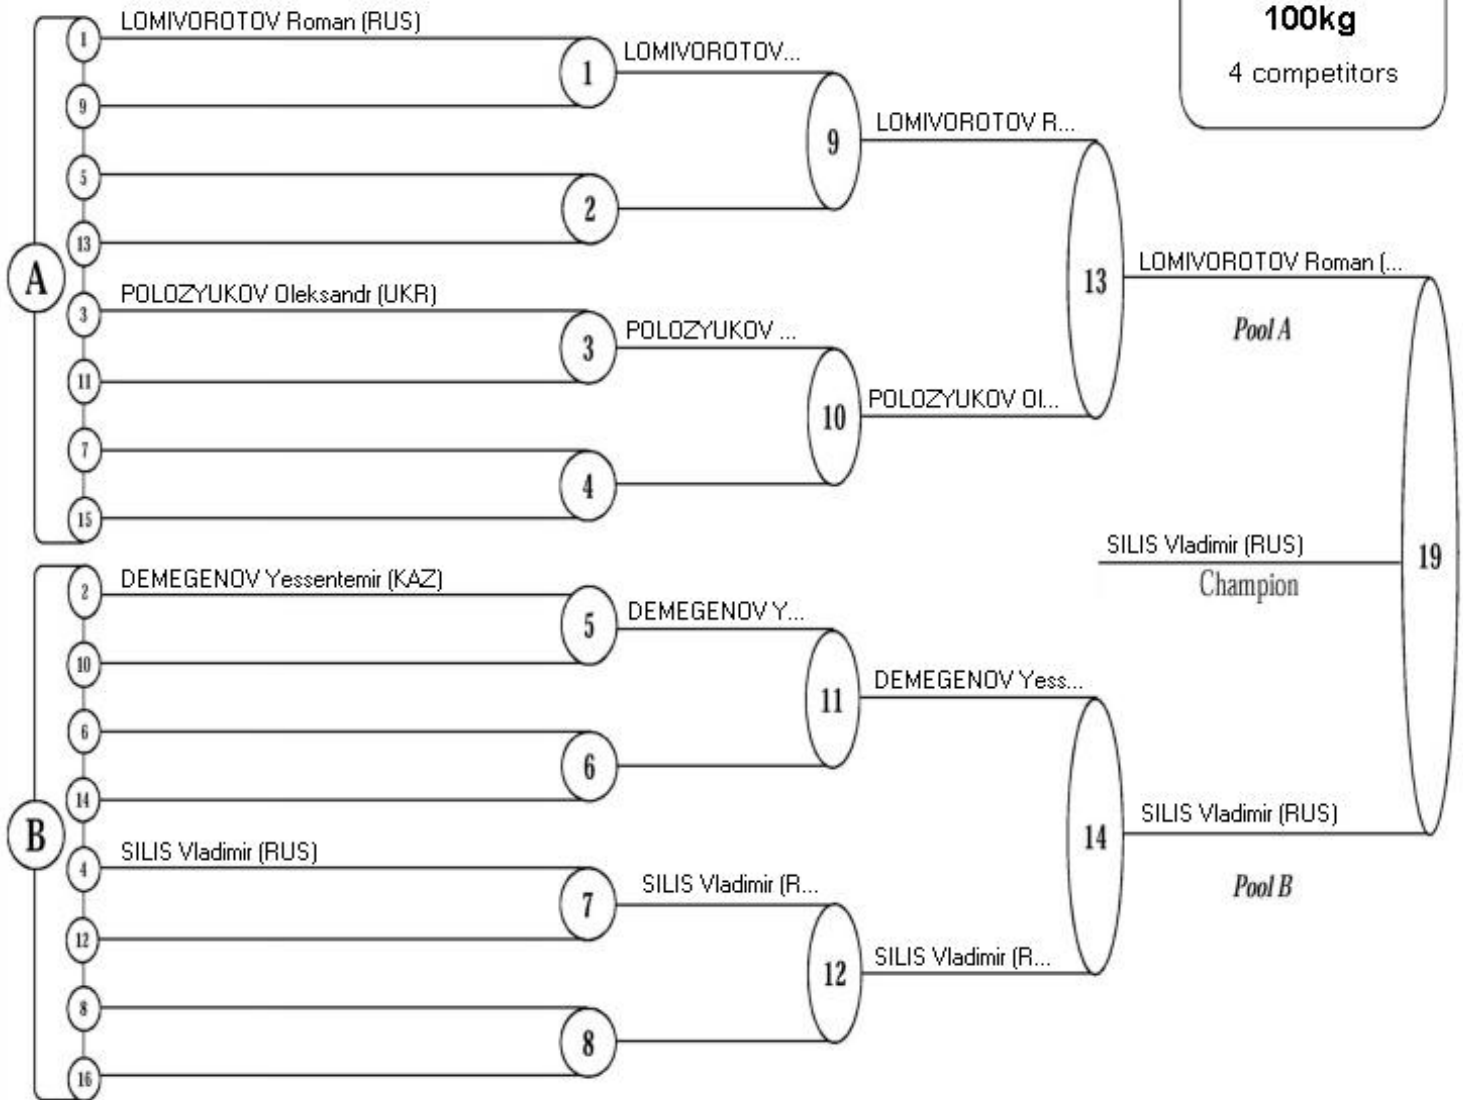 LOMIVOROTOV Roman (RUS)
100kg
4 competitors
1
9
5
13
3
11
7
15
A
POLOZYUKOV Oleksandr (UKR)
1
2
3
4
LOMIVOROTOV...
POLOZYUKOV ...
9
10
LOMIVOROTOV R...
POLOZYUKOV Ol...
13
LOMIVOROTOV Roman (...
Pool A
SILIS Vladimir (RUS)
Champion
19
DEMEGENOV Yessentemir (KAZ)
2
10
6
14
4
12
8
16
B
SILIS Vladimir (RUS)
5
6
7
8
DEMEGENOV Y...
SILIS Vladimir (R...
11
12
DEMEGENOV Yess...
SILIS Vladimir (R...
14
SILIS Vladimir (RUS)
Pool B